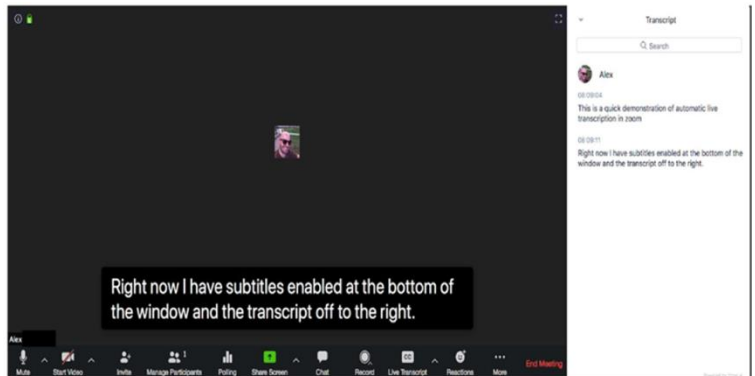 Transcript
Search
Alex
08:08:04
This is a quick demonstration of automatic live
transcription in zoom
08:08:11
Right now I have subtitles enabled at the bottom of the
window and the transcript off to the right.
Right now I have subtitles enabled at the bottom of
the window and the transcript off to the right.
Alex
1
CC
Mute
Start Video
Invite
Manage Participants
Polling
Share Screen
Chat
Record
Live Transcript
Reactions
More
End Meeting